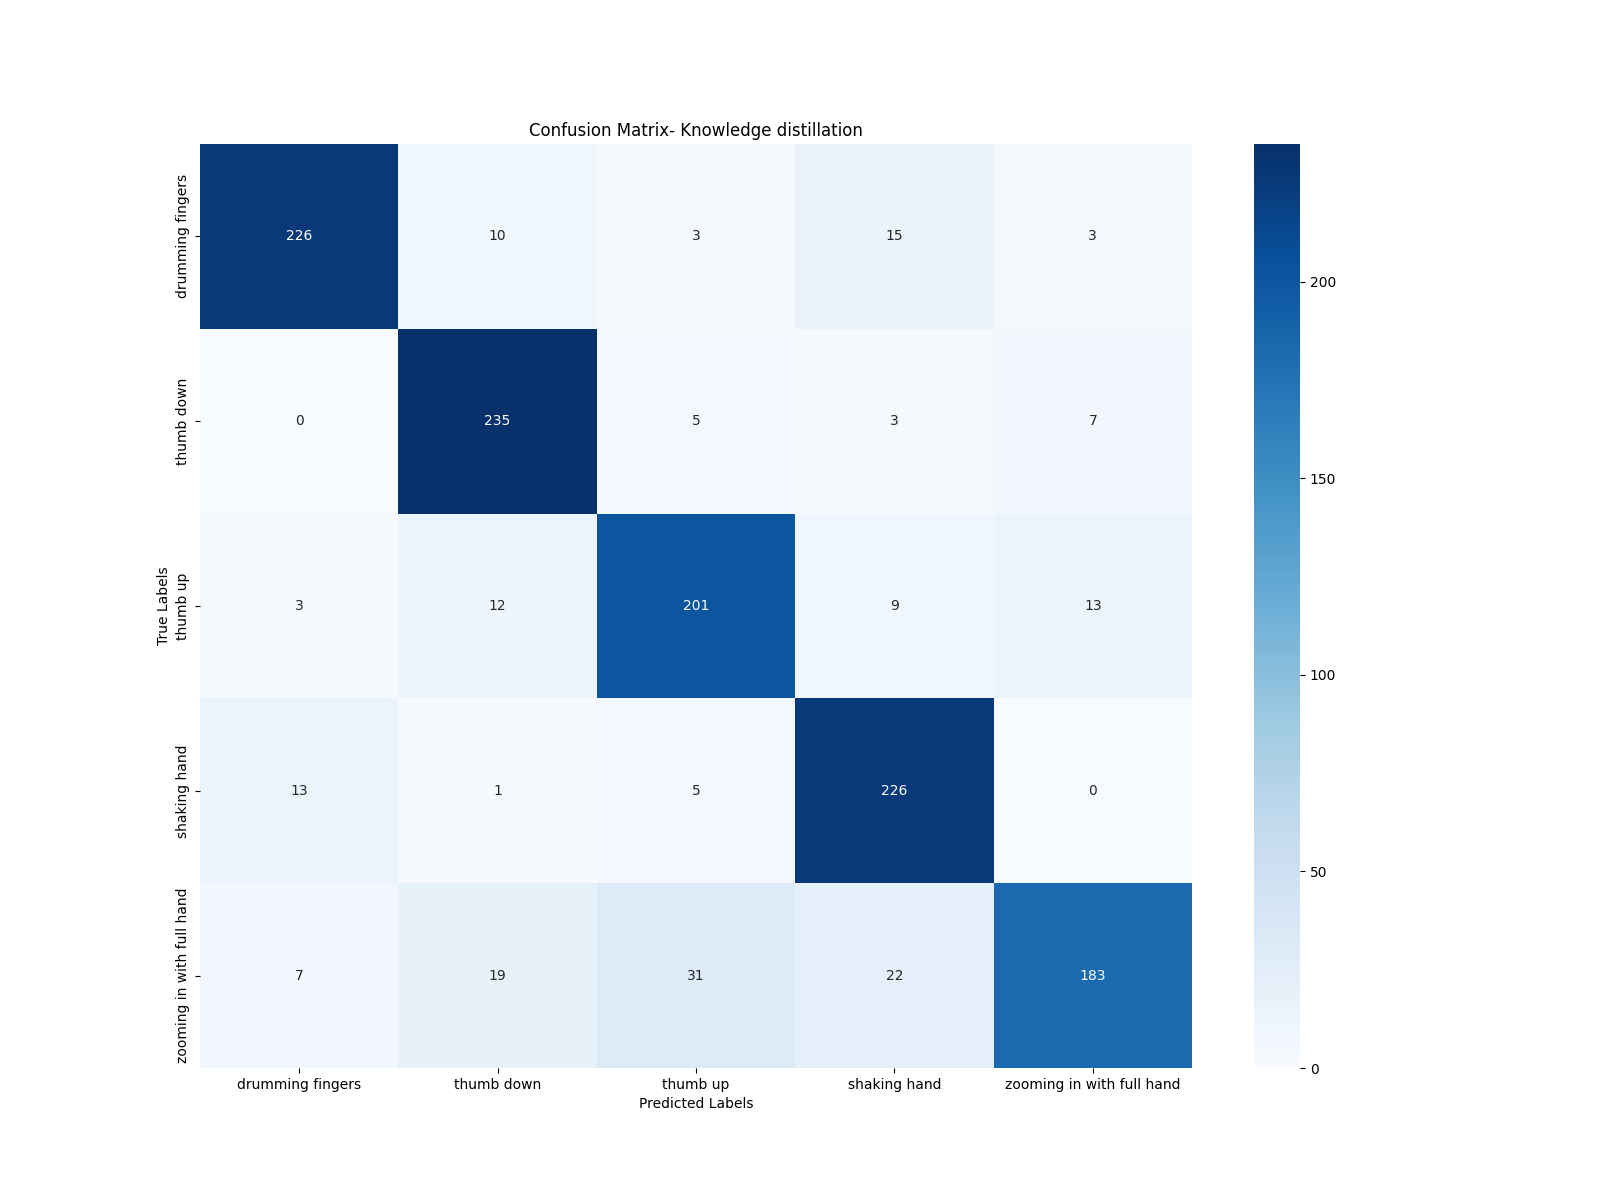 Confusion Matrix- Knowledge distillation
True Labels
drumming fingers
226 10 3 15 3
thumb down
0 235 5 3 7
thumb up
3 12 201 9 13
shaking hand
13 1 5 226 0
zooming in with full hand
7 19 31 22 183
drumming fingers thumb down thumb up shaking hand zooming in with full hand
Predicted Labels
200
150
100
50
0